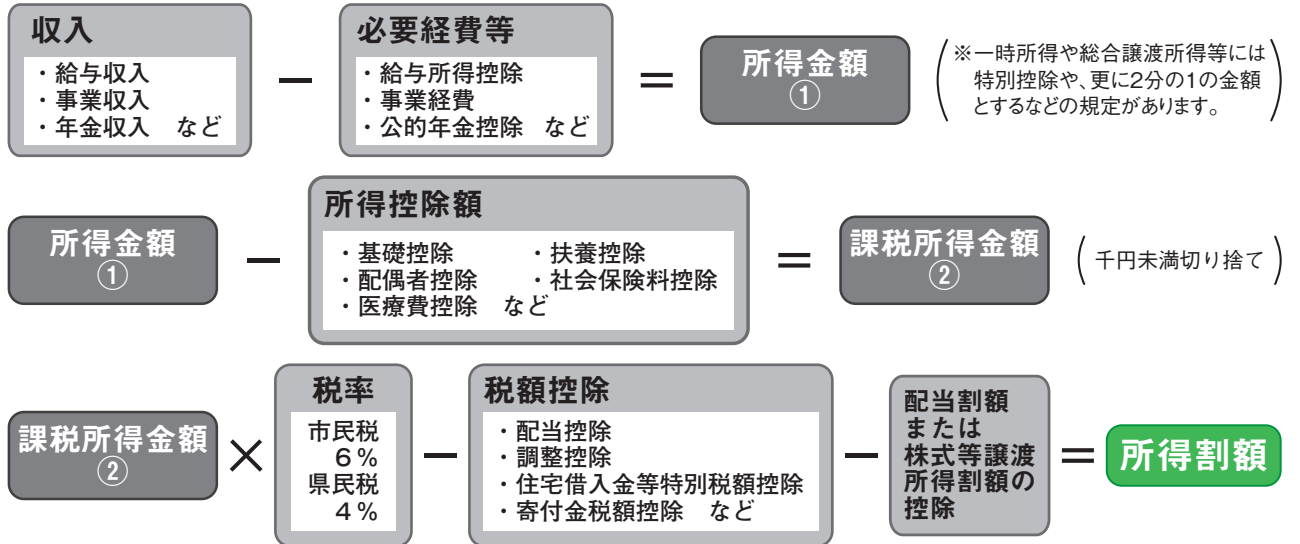 収入
・給与収入
・事業収入
・年金収入　など
−
必要経費等
・給与所得控除
・事業経費
・公的年金控除　など
＝
所得金額
①
※一時所得や総合譲渡所得等には
特別控除や、更に2分の1の金額
とするなどの規定があります。
所得金額
①
−
所得控除額
・基礎控除　　　・扶養控除
・配偶者控除　　・社会保険料控除
・医療費控除　など
＝
課税所得金額
②
（千円未満切り捨て）
課税所得金額
②
×
税率
市民税
６％
県民税
４％
−
税額控除
・配当控除
・調整控除
・住宅借入金等特別税額控除
・寄付金税額控除　など
−
配当割額
または
株式等譲渡
所得割額の
控除
＝
所得割額